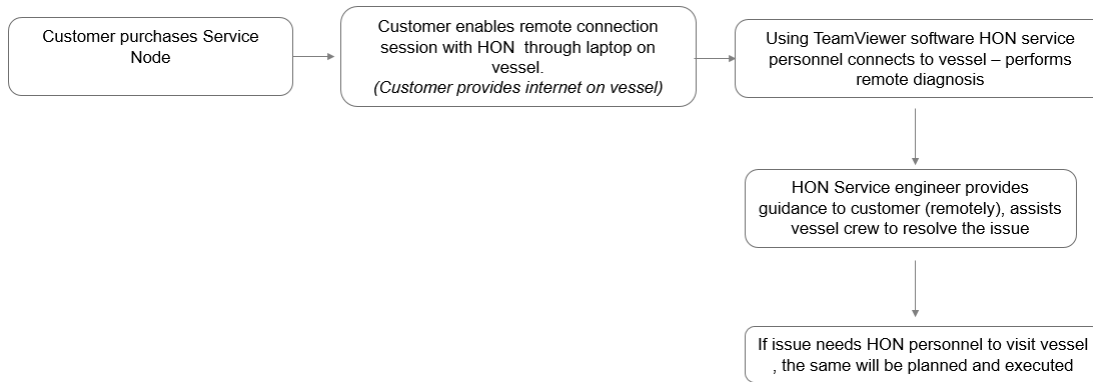 Customer purchases Service
Node
Customer enables remote connection
session with HON through laptop on
vessel.
(Customer provides internet on vessel)
Using TeamViewer software HON service
personnel connects to vessel – performs
remote diagnosis
HON Service engineer provides
guidance to customer (remotely), assists
vessel crew to resolve the issue
If issue needs HON personnel to visit vessel
, the same will be planned and executed